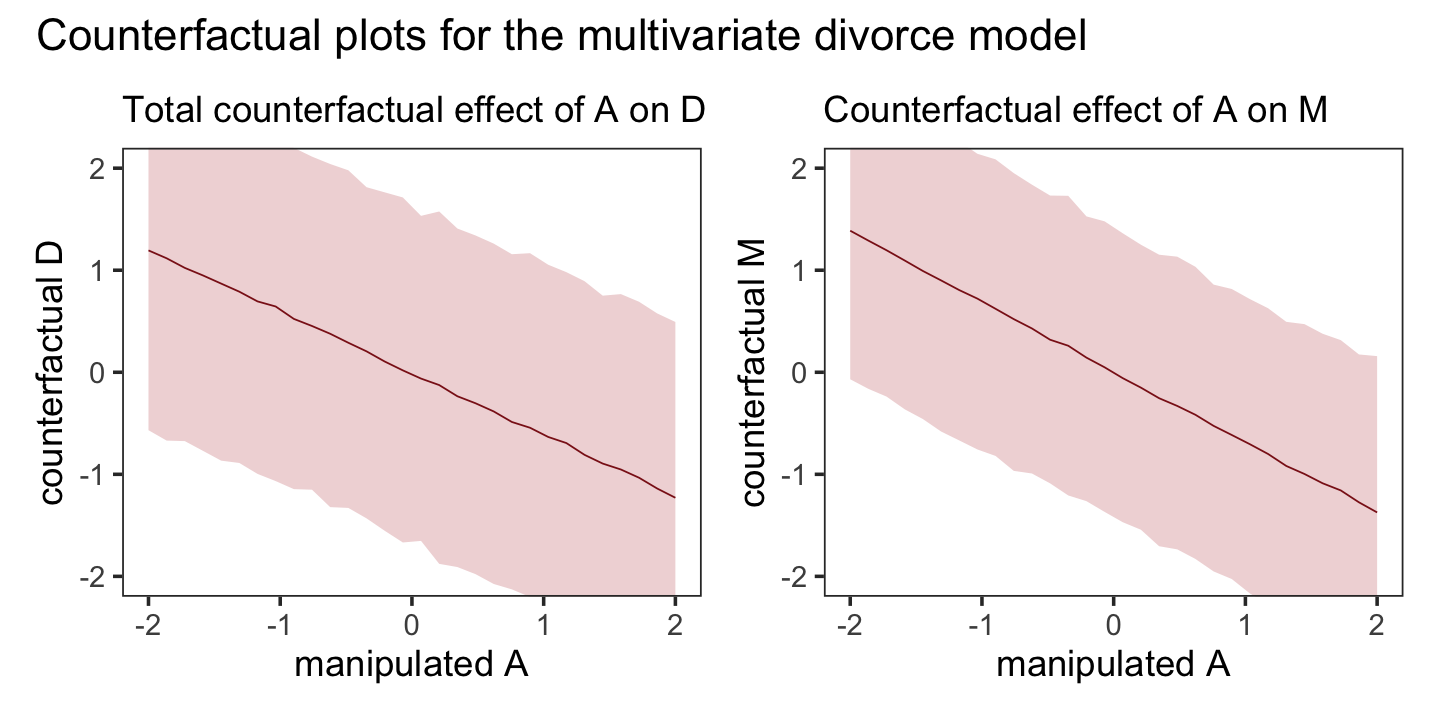 Counterfactual plots for the multivariate divorce model
Total counterfactual effect of A on D
counterfactual D
2
1
0
-1
-2
-2 -1 0 1 2
manipulated A
Counterfactual effect of A on M
counterfactual M
2
1
0
-1
-2
-2 -1 0 1 2
manipulated A